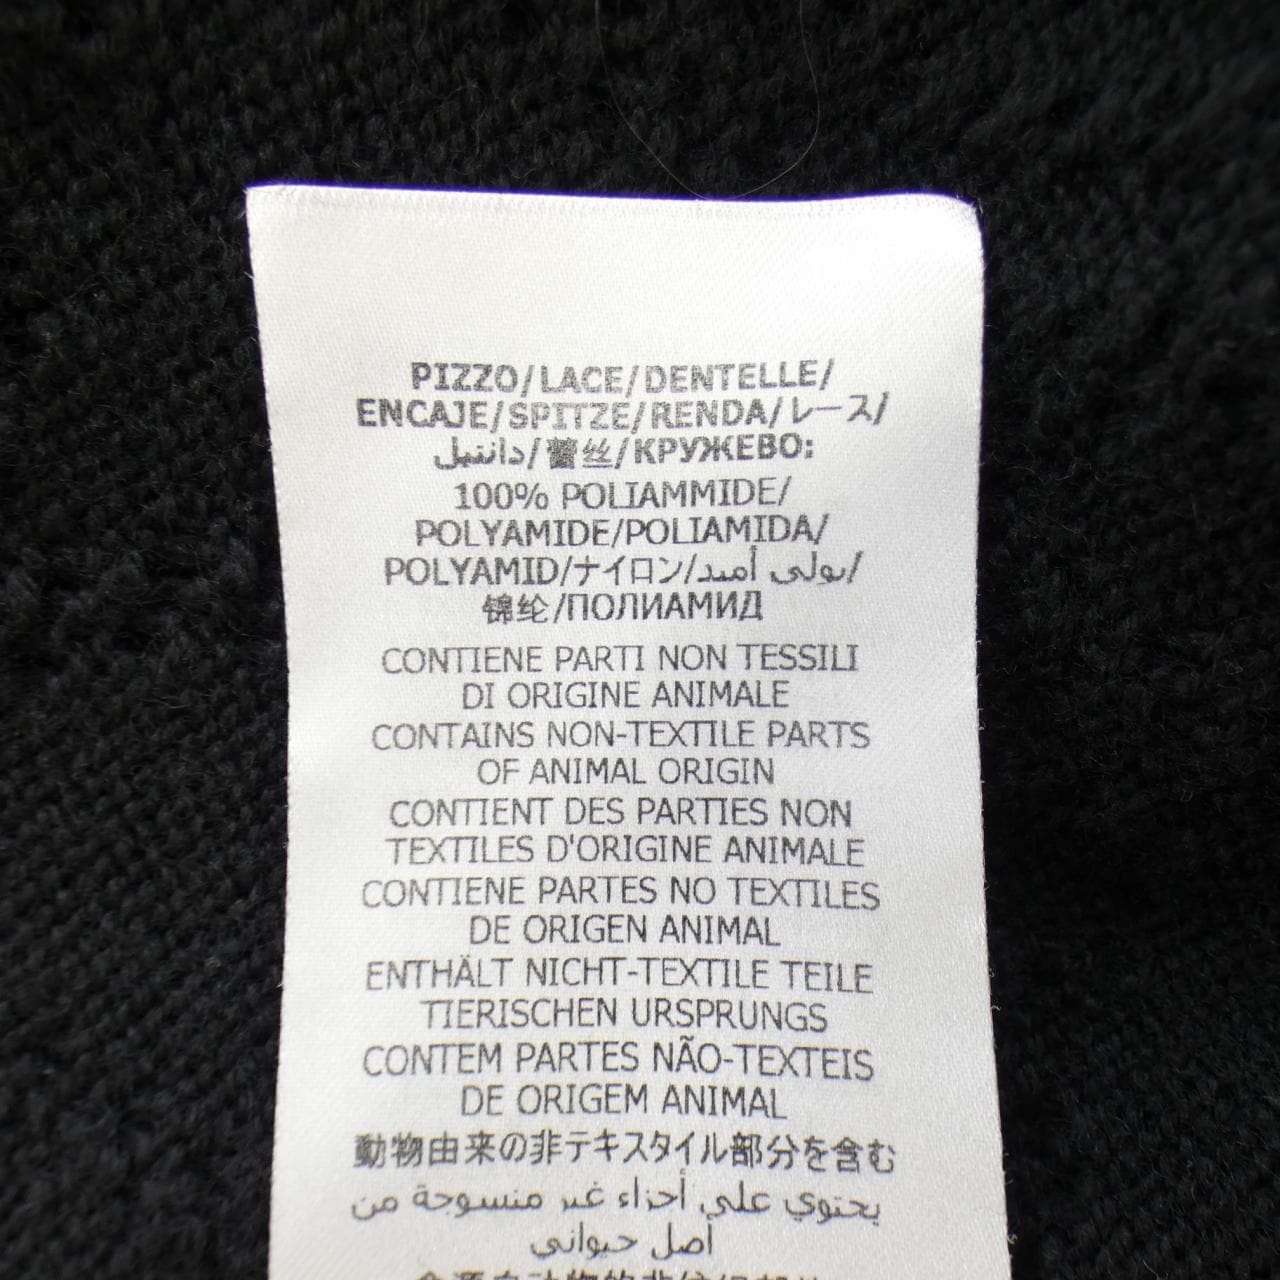 PIZZO/LACE/DENTELLE/
ENCAJE/SPITZE/RENDA/レース/
دانتيل/蕾丝/КРУЖЕВО:
100% POLIAMMIDE/
POLYAMIDE/POLIAMIDA/
POLYAMID/ナイロン/بولي أميد/
锦纶/ПОЛИАМИД
CONTIENE PARTI NON TESSILI
DI ORIGINE ANIMALE
CONTAINS NON-TEXTILE PARTS
OF ANIMAL ORIGIN
CONTIENT DES PARTIES NON
TEXTILES D'ORIGINE ANIMALE
CONTIENE PARTES NO TEXTILES
DE ORIGEN ANIMAL
ENTHÄLT NICHT-TEXTILE TEILE
TIERISCHEN URSPRUNGS
CONTEM PARTES NÃO-TEXTEIS
DE ORIGEM ANIMAL
動物由来の非テキスタイル部分を含む
يحتوي على أجزاء غير منسوجة من
أصل حيواني